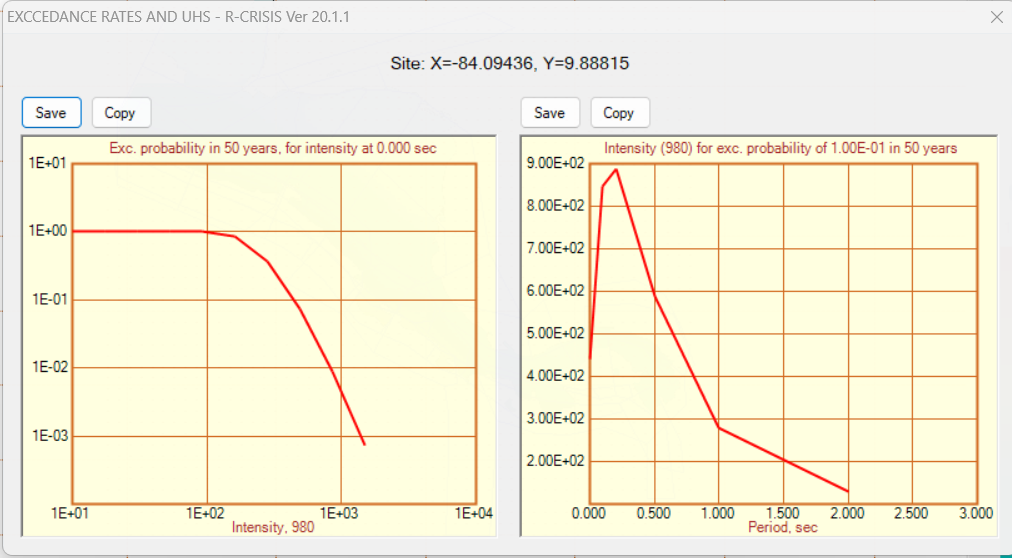 EXCCEDANCE RATES AND UHS - R-CRISIS Ver 20.1.1
Site: X=-84.09436, Y=9.88815
Save Copy
Exc. probability in 50 years, for intensity at 0.000 sec
1E+01
1E+00
1E-01
1E-02
1E-03
1E+01 1E+02 1E+03 1E+04
Intensity, 980
Save Copy
Intensity (980) for exc. probability of 1.00E-01 in 50 years
9.00E+02
8.00E+02
7.00E+02
6.00E+02
5.00E+02
4.00E+02
3.00E+02
2.00E+02
0.000 0.500 1.000 1.500 2.000 2.500 3.000
Period, sec